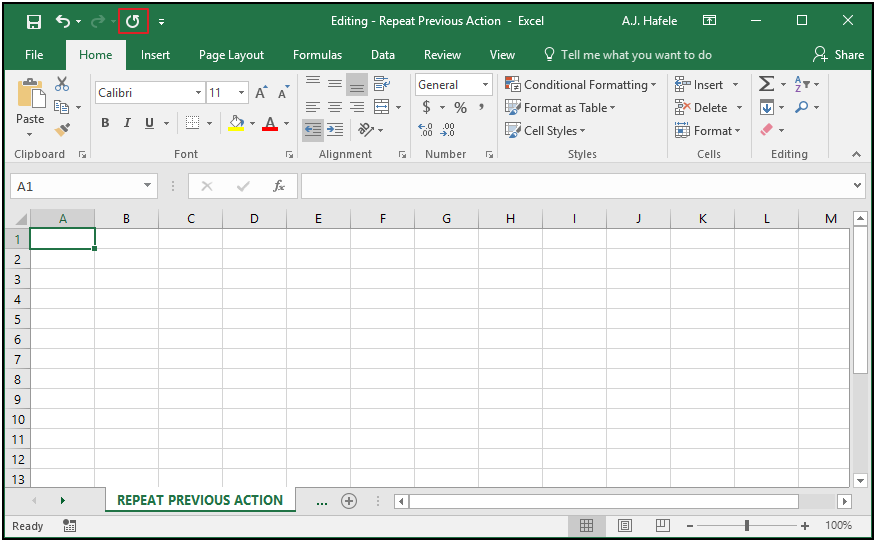 Editing - Repeat Previous Action - Excel
A.J. Hafele
File Home Insert Page Layout Formulas Data Review View Tell me what you want to do Share
Paste
Calibri 11
B I U A
General
$ % ,
.00
.00
Conditional Formatting
Format as Table
Cell Styles
Insert
Delete
Format
Clipboard Font Alignment Number Styles Cells Editing
A1 fx
A B C D E F G H I J K L M
1
2
3
4
5
6
7
8
9
10
11
12
13
REPEAT PREVIOUS ACTION ...
Ready 100%